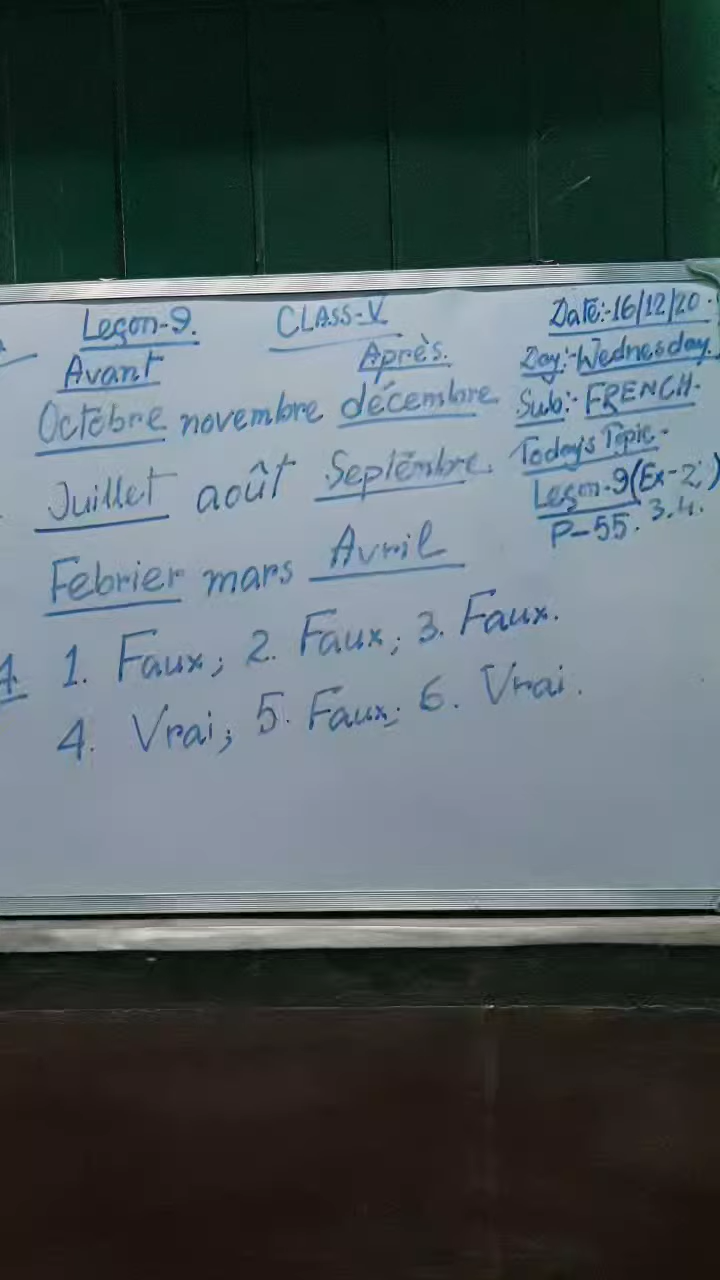 Leçon-9.
CLASS-V
Date:-16/12/20.
Day:-Wednesday.
Sub:- FRENCH-
Today's Topic-
Leçon-9(Ex-2,)
3.4.
P-55.
Avant Après.
Octobre novembre décembre.
Juillet août Septembre.
Febrier mars Avril
4. 1. Faux; 2. Faux; 3. Faux.
4. Vrai; 5. Faux; 6. Vrai.